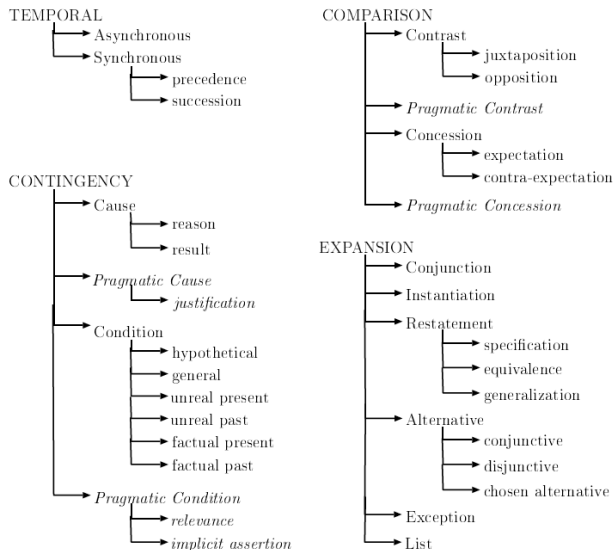 TEMPORAL
Asynchronous
Synchronous
precedence
succession
CONTINGENCY
Cause
reason
result
Pragmatic Cause
justification
Condition
hypothetical
general
unreal present
unreal past
factual present
factual past
Pragmatic Condition
relevance
implicit assertion
COMPARISON
Contrast
juxtaposition
opposition
Pragmatic Contrast
Concession
expectation
contra-expectation
Pragmatic Concession
EXPANSION
Conjunction
Instantiation
Restatement
specification
equivalence
generalization
Alternative
conjunctive
disjunctive
chosen alternative
Exception
List